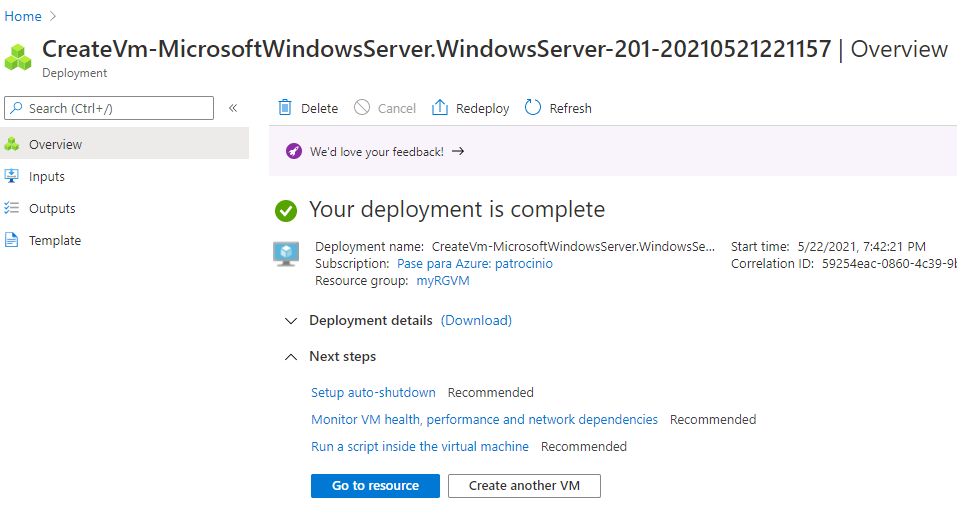 Home >
CreateVm-MicrosoftWindowsServer.WindowsServer-201-20210521221157 | Overview
Deployment
Search (Ctrl+/) «
Delete Cancel Redeploy Refresh
Overview
Inputs
Outputs
Template
We'd love your feedback! →
Your deployment is complete
Deployment name: CreateVm-MicrosoftWindowsServer.WindowsSe... Start time: 5/22/2021, 7:42:21 PM
Subscription: Pase para Azure: patrocinio Correlation ID: 59254eac-0860-4c39-9b
Resource group: myRGVM
Deployment details (Download)
Next steps
Setup auto-shutdown Recommended
Monitor VM health, performance and network dependencies Recommended
Run a script inside the virtual machine Recommended
Go to resource Create another VM